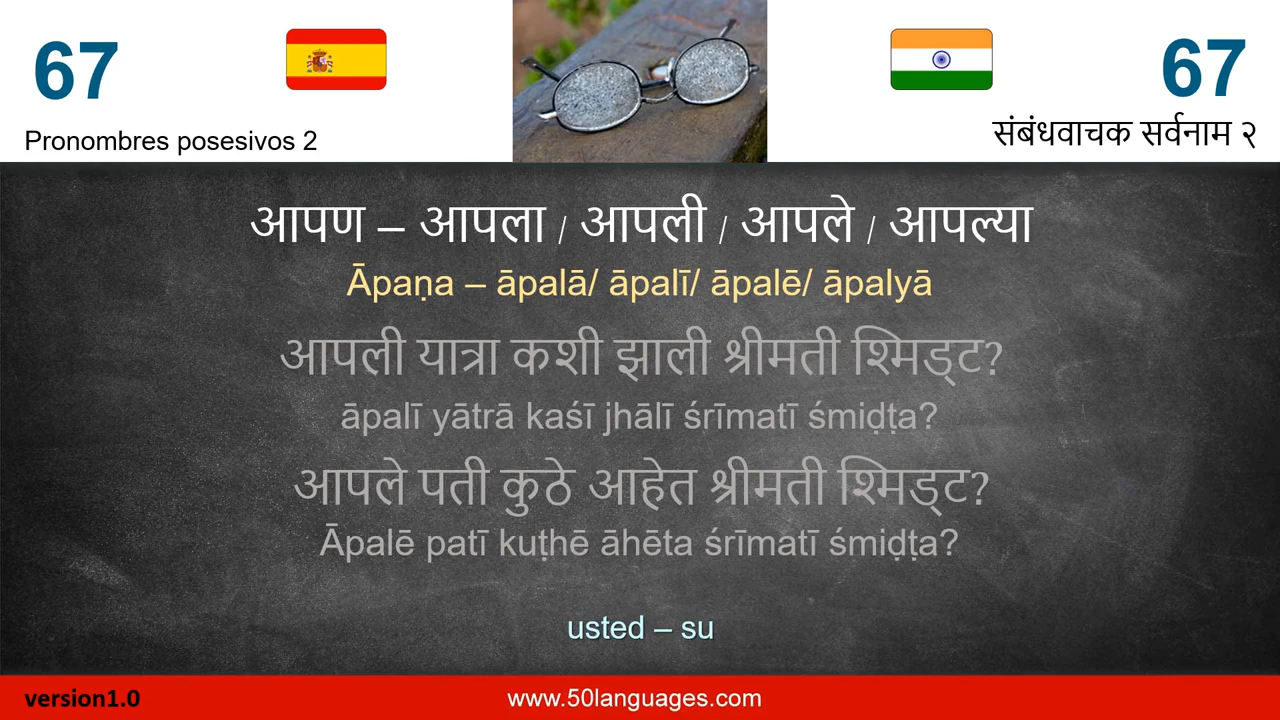 67
67
Pronombres posesivos 2
संबंधवाचक सर्वनाम २
आपण – आपला / आपली / आपले / आपल्या
Āpaṇa – āpalā/ āpalī/ āpalē/ āpalyā
आपली यात्रा कशी झाली श्रीमती श्मिड्ट?
āpalī yātrā kaśī jhālī śrīmatī śmiḍṭa?
आपले पती कुठे आहेत श्रीमती श्मिड्ट?
Āpalē patī kuṭhē āhēta śrīmatī śmiḍṭa?
usted – su
version1.0
www.50languages.com